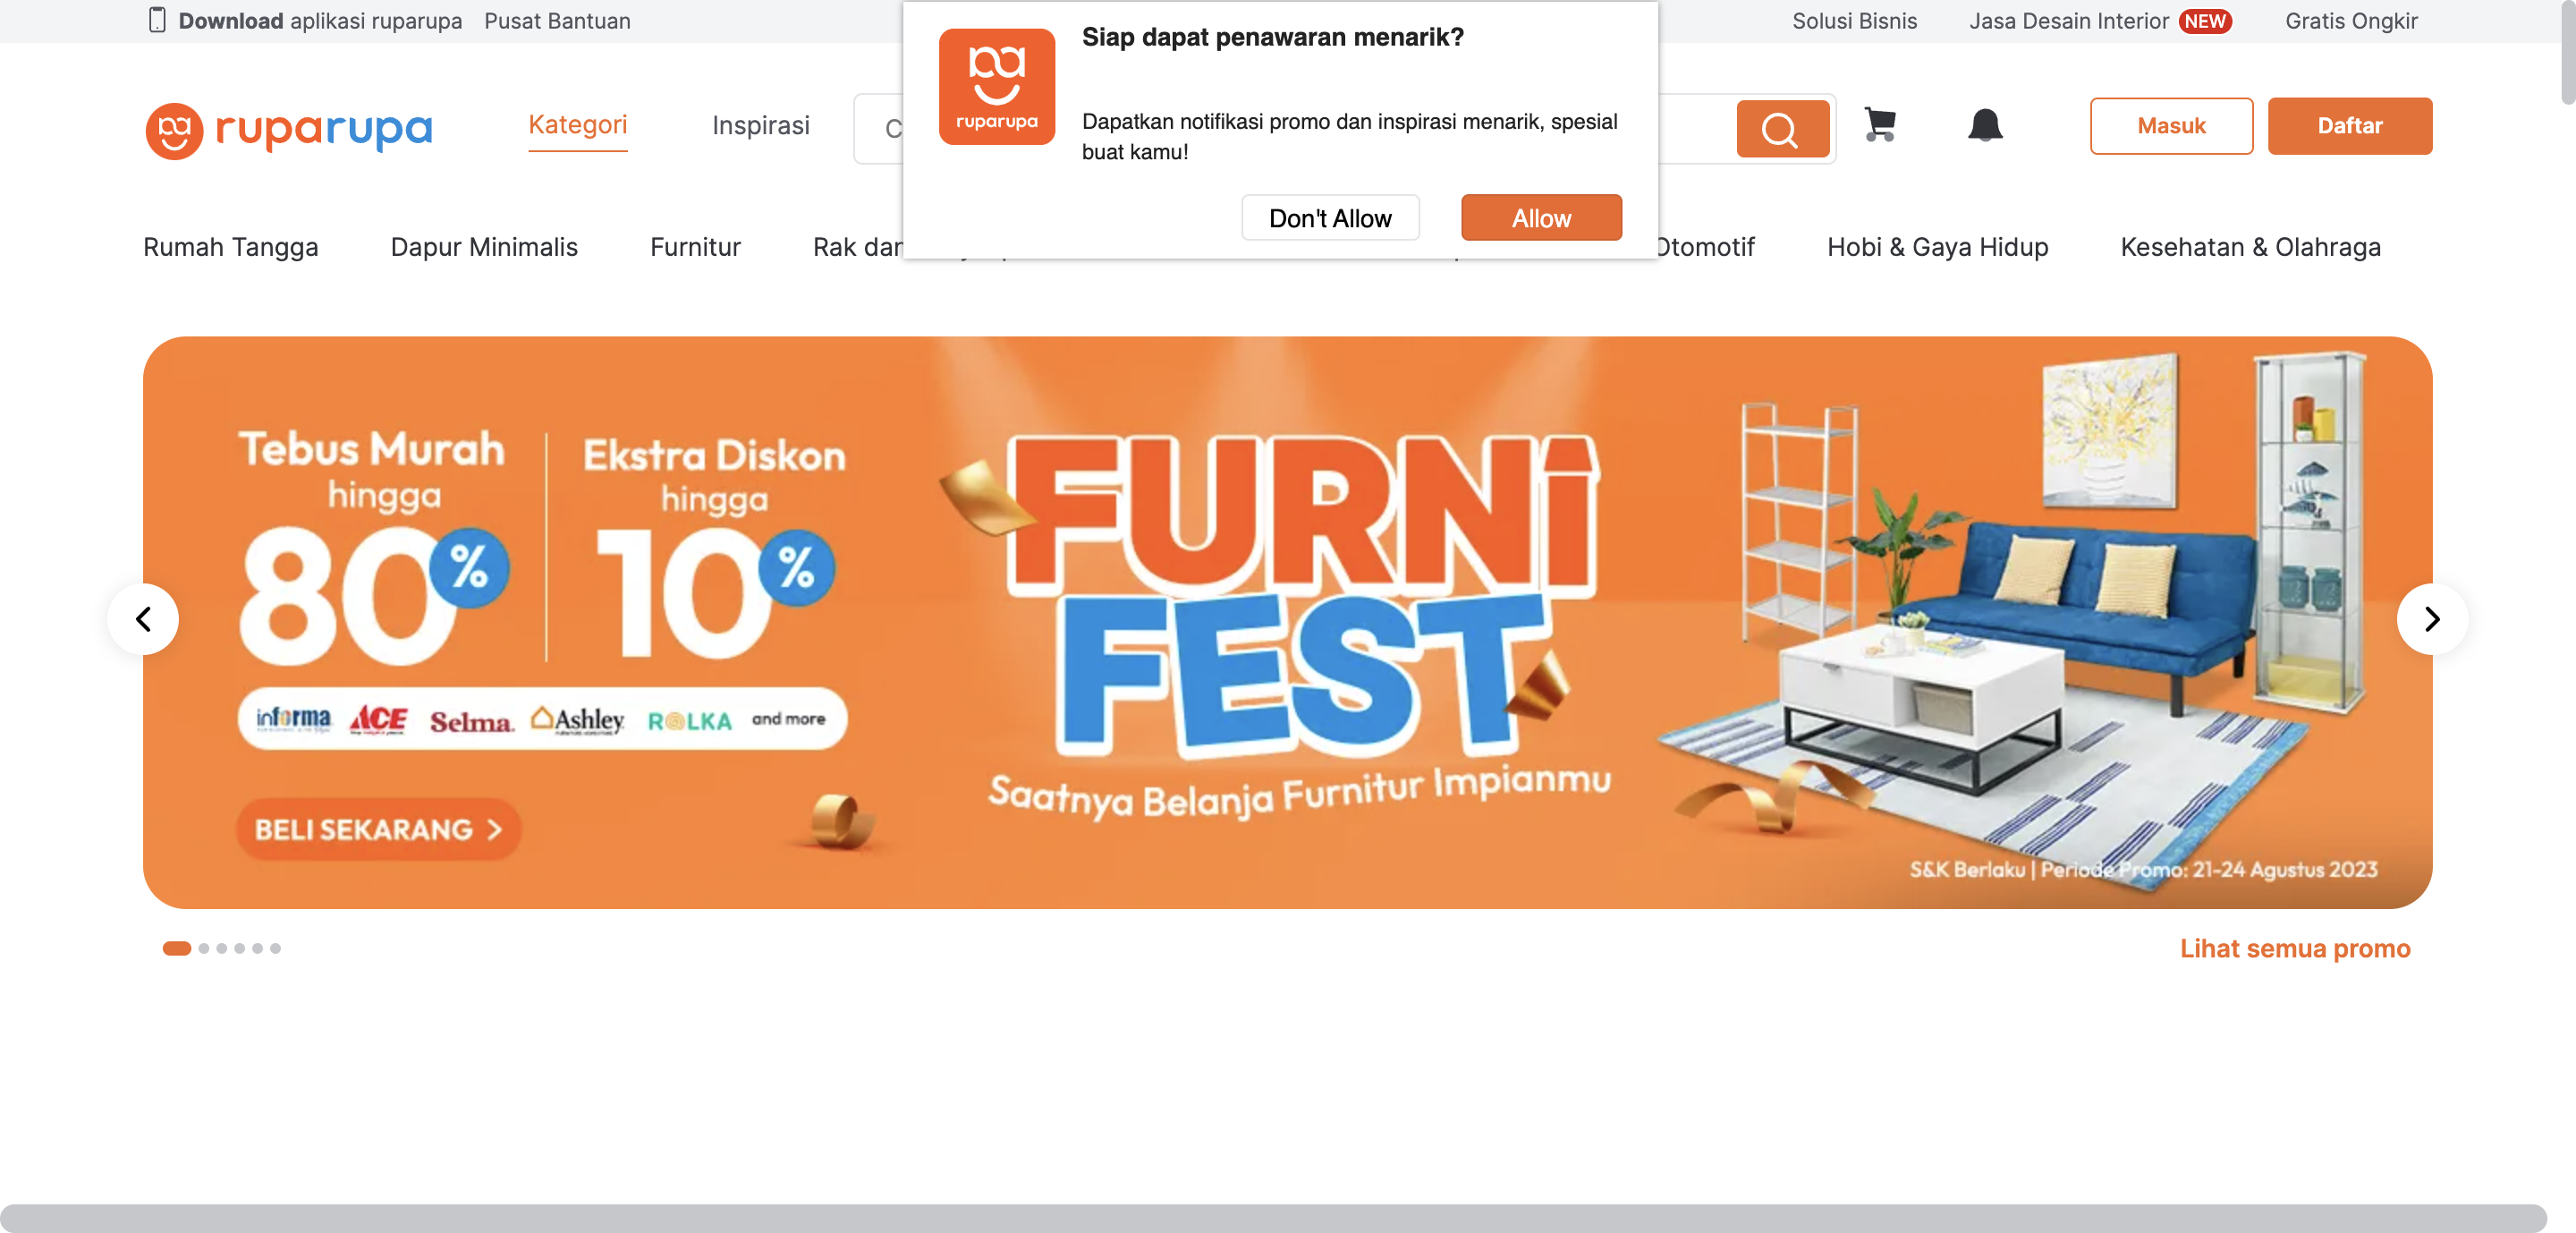 Download aplikasi ruparupa
Pusat Bantuan
Solusi Bisnis
Jasa Desain Interior NEW
Gratis Ongkir
Siap dapat penawaran menarik?
ruparupa
Dapatkan notifikasi promo dan inspirasi menarik, spesial
buat kamu!
Don't Allow
Allow
ruparupa
Kategori
Inspirasi
C
Masuk
Daftar
Rumah Tangga
Dapur Minimalis
Furnitur
Rak dan
Otomotif
Hobi & Gaya Hidup
Kesehatan & Olahraga
Tebus Murah
hingga
80%
Ekstra Diskon
hingga
10%
informa ACE Selma Ashley ROLKA and more
BELI SEKARANG >
FURNI
FEST
Saatnya Belanja Furnitur Impianmu
S&K Berlaku | Periode Promo: 21-24 Agustus 2023
Lihat semua promo